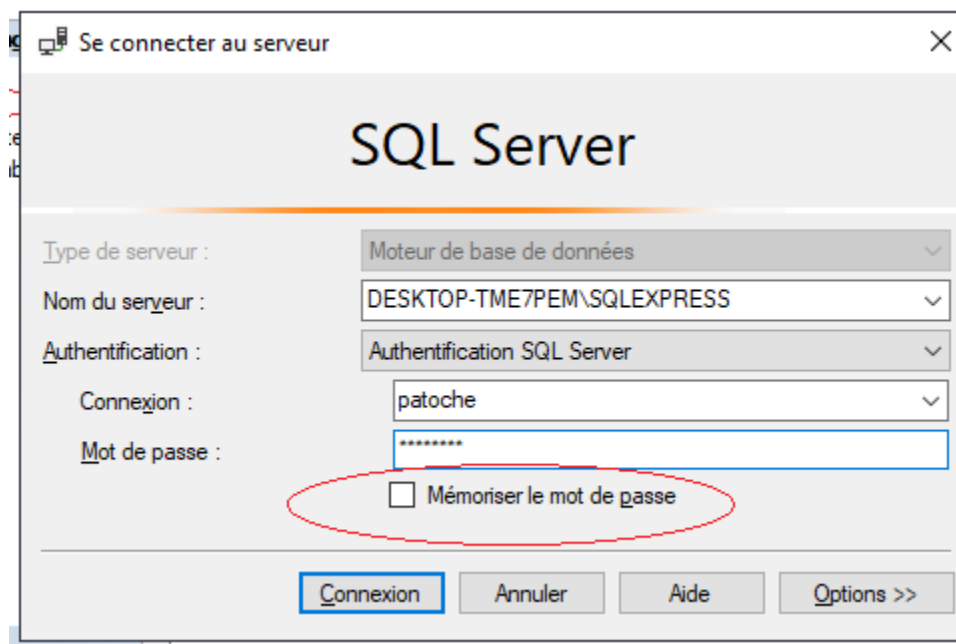 Se connecter au serveur
SQL Server
Type de serveur :
Moteur de base de données
Nom du serveur :
DESKTOP-TME7PEM\SQLEXPRESS
Authentification :
Authentification SQL Server
Connexion :
patoche
Mot de passe :
********
Mémoriser le mot de passe
Connexion Annuler Aide Options >>